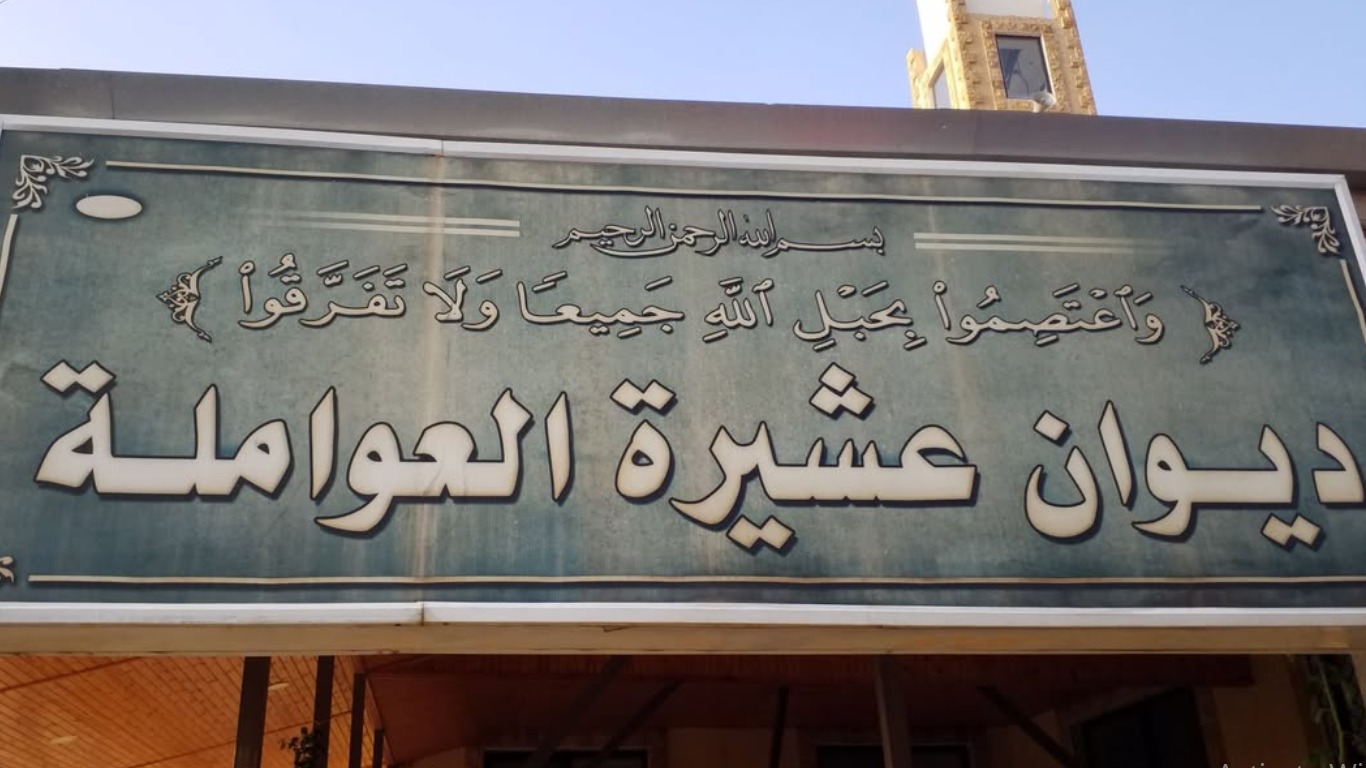 بسم الله الرحمن الرحيم
وَٱعْتَصِمُوا۟ بِحَبْلِ ٱللَّهِ جَمِيعَا وَلَا تَفَرَّقُوا۟
ديوان عشيرة العواملة